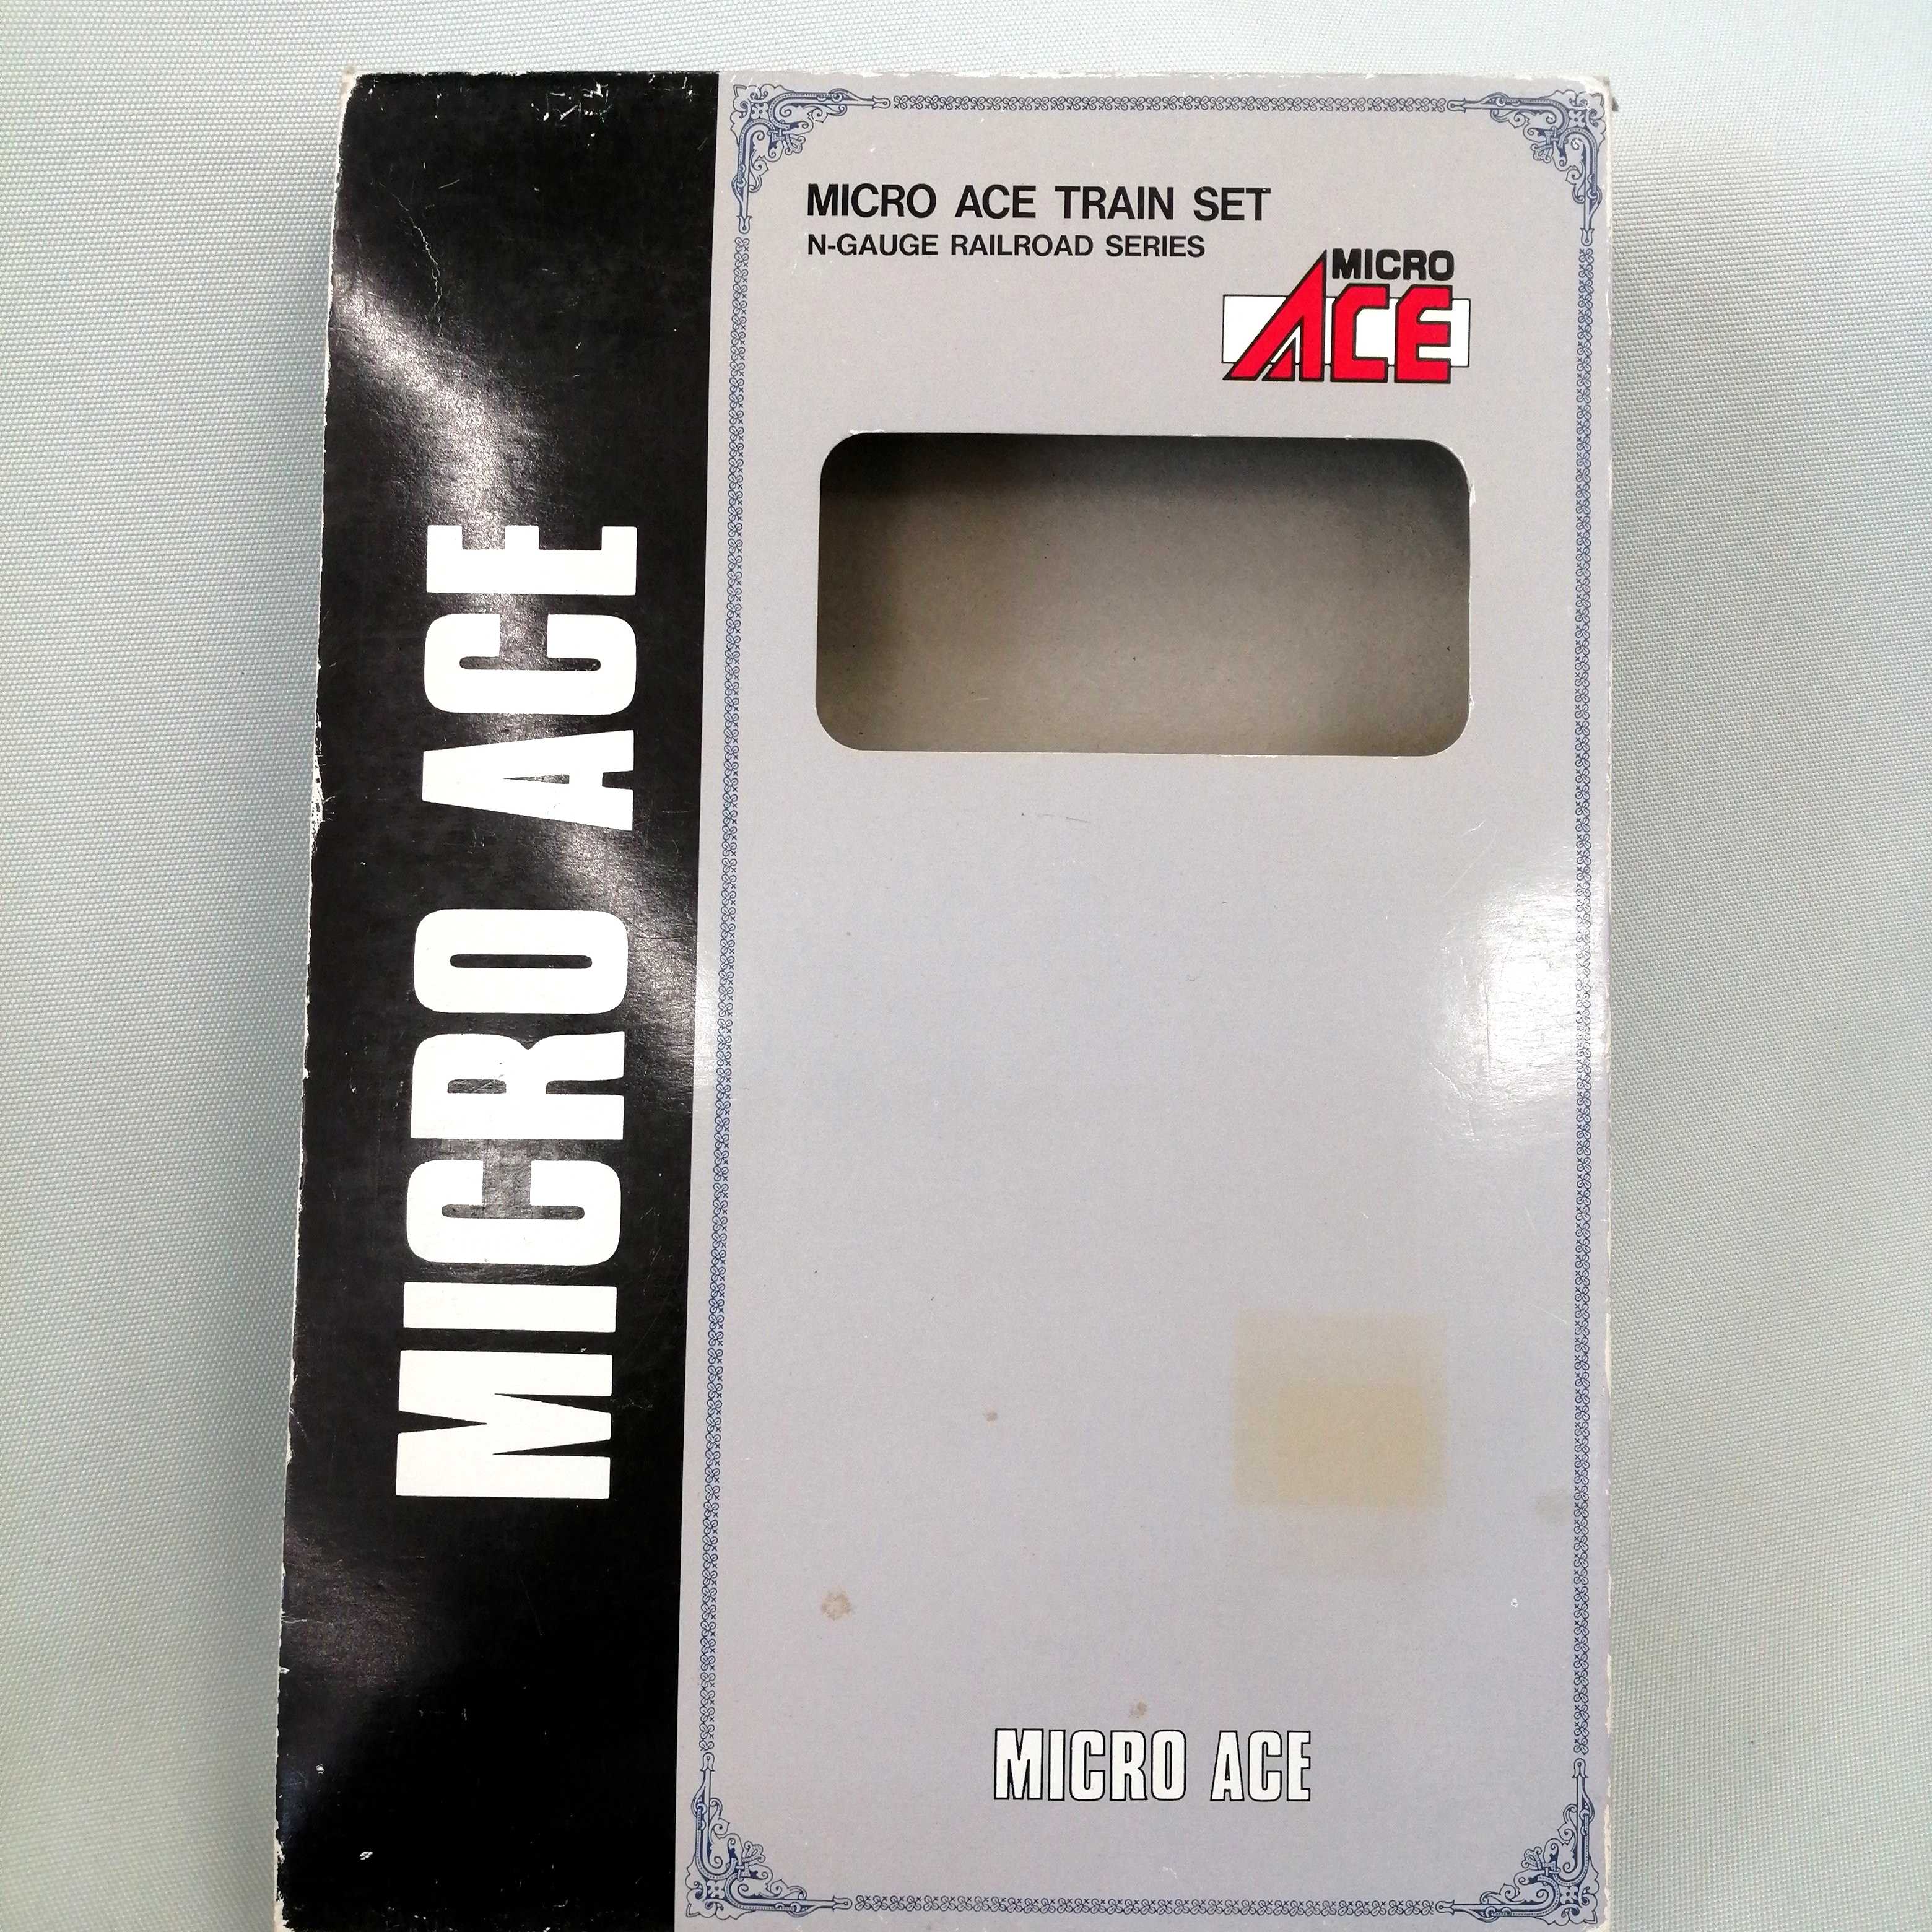 MICRO ACE TRAIN SET
N-GAUGE RAILROAD SERIES
MICRO
ACE
MICRO ACE
MICRO ACE